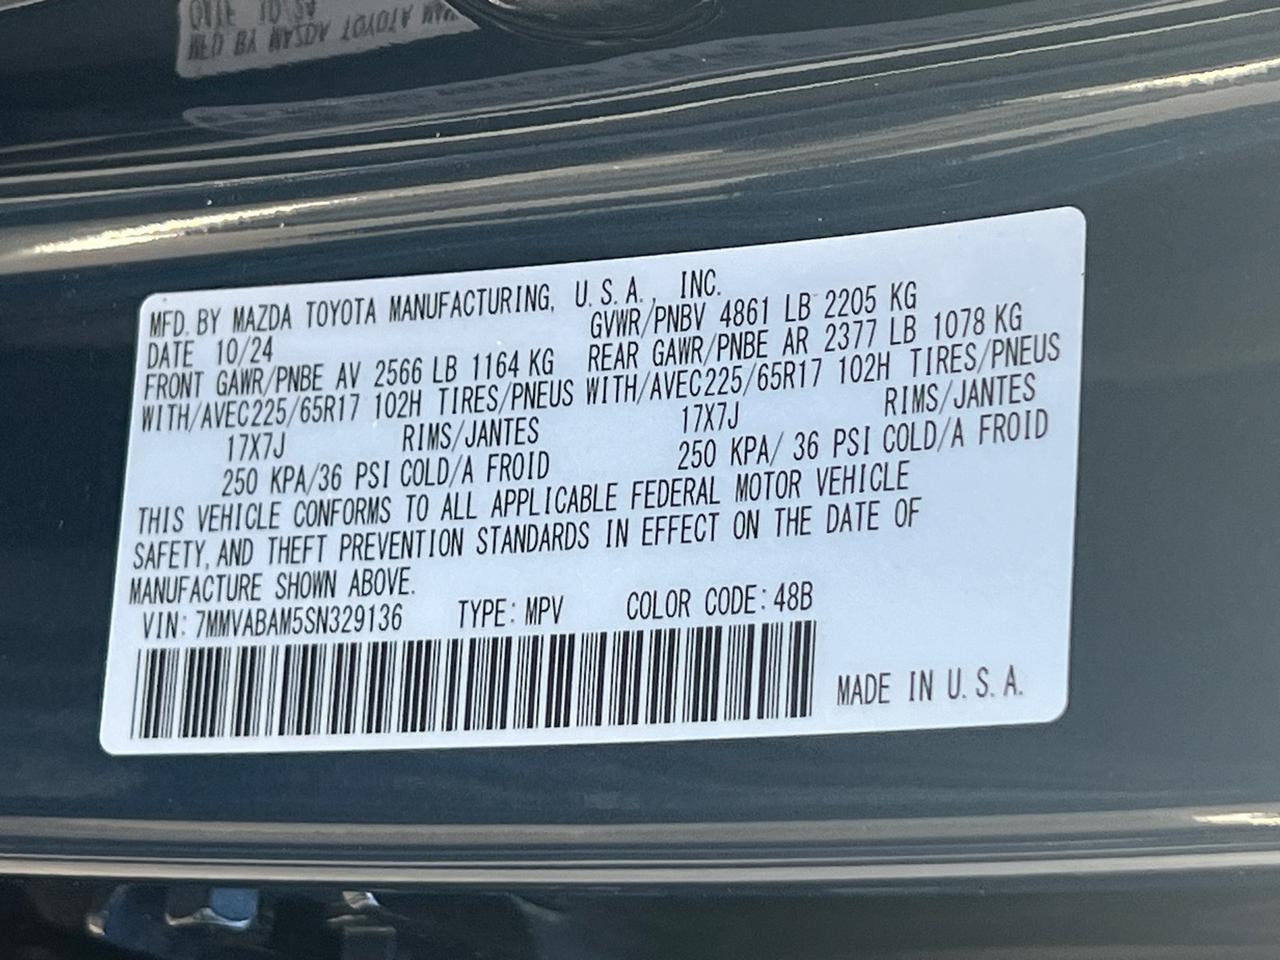 MFD. BY MAZDA TOYOTA MANUFACTURING, U.S.A., INC.
DATE 10/24 GVWR/PNBV 4861 LB 2205 KG
FRONT GAWR/PNBE AV 2566 LB 1164 KG REAR GAWR/PNBE AR 2377 LB 1078 KG
WITH/AVEC225/65R17 102H TIRES/PNEUS WITH/AVEC225/65R17 102H TIRES/PNEUS
17X7J RIMS/JANTES 17X7J RIMS/JANTES
250 KPA/36 PSI COLD/A FROID 250 KPA/ 36 PSI COLD/A FROID
THIS VEHICLE CONFORMS TO ALL APPLICABLE FEDERAL MOTOR VEHICLE
SAFETY, AND THEFT PREVENTION STANDARDS IN EFFECT ON THE DATE OF
MANUFACTURE SHOWN ABOVE.
VIN: 7MMVABAM5SN329136 TYPE: MPV COLOR CODE: 48B
MADE IN U.S.A.